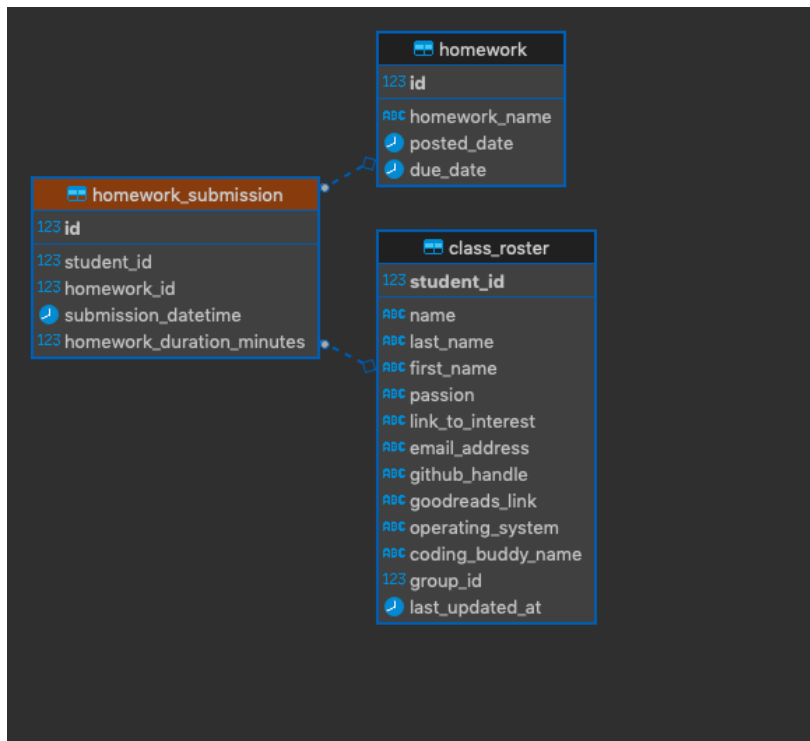 homework
123 id
ABC homework_name
posted_date
due_date
homework_submission
123 id
123 student_id
123 homework_id
submission_datetime
123 homework_duration_minutes
class_roster
123 student_id
ABC name
ABC last_name
ABC first_name
ABC passion
ABC link_to_interest
ABC email_address
ABC github_handle
ABC goodreads_link
ABC operating_system
ABC coding_buddy_name
123 group_id
last_updated_at